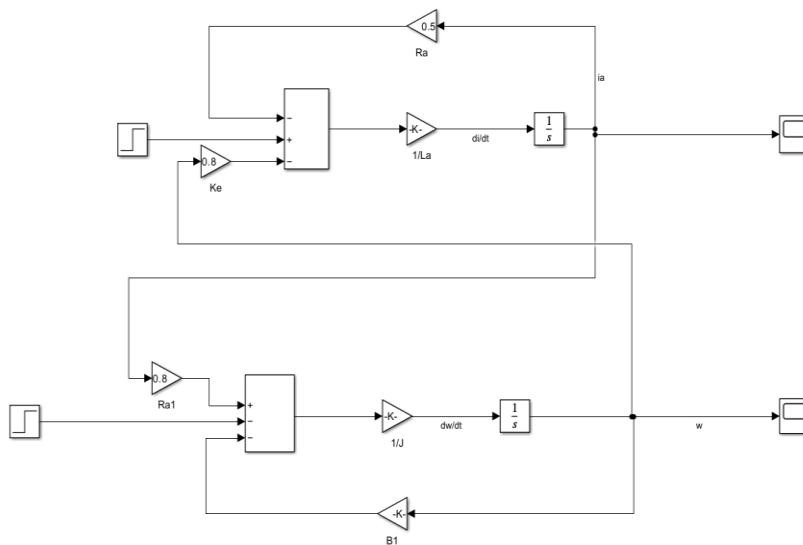 0.5
Ra
ia
−
+
−
-K-
1/La
di/dt
1
s
0.8
Ke
0.8
Ra1
+
−
−
-K-
1/J
dw/dt
1
s
w
-K-
B1